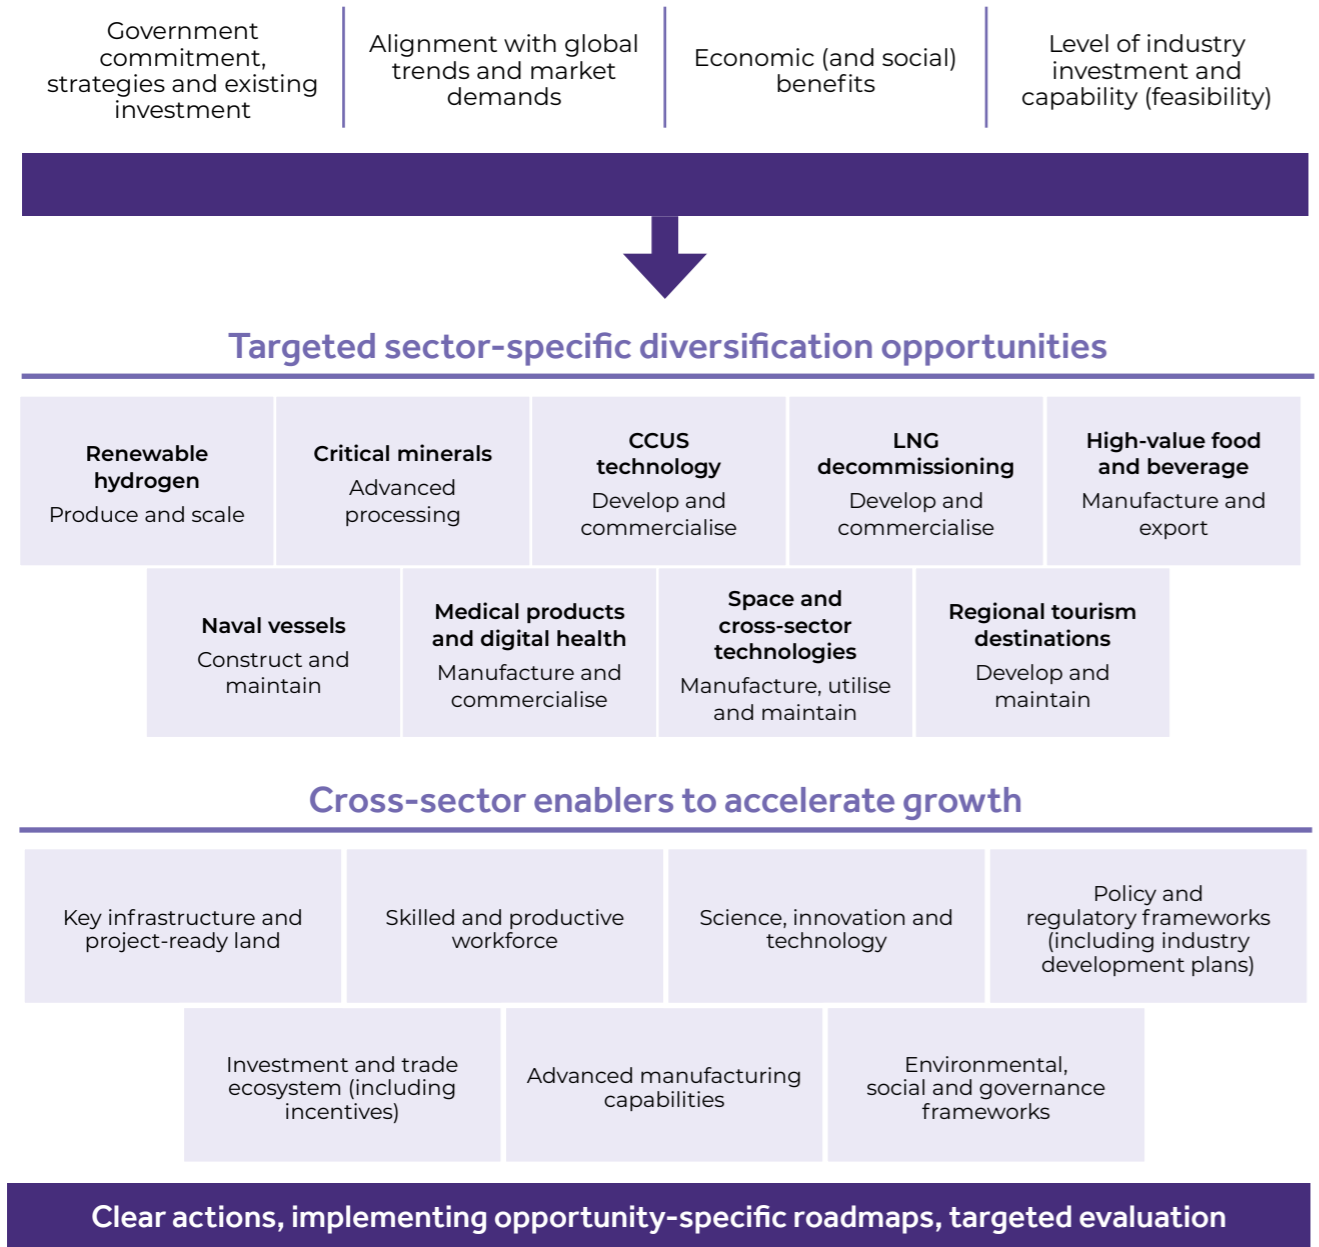 Government
commitment,
strategies and existing
investment
Alignment with global
trends and market
demands
Economic (and social)
benefits
Level of industry
investment and
capability (feasibility)
Targeted sector-specific diversification opportunities
Renewable
hydrogen
Produce and scale
Critical minerals
Advanced
processing
CCUS
technology
Develop and
commercialise
LNG
decommissioning
Develop and
commercialise
High-value food
and beverage
Manufacture and
export
Naval vessels
Construct and
maintain
Medical products
and digital health
Manufacture and
commercialise
Space and
cross-sector
technologies
Manufacture, utilise
and maintain
Regional tourism
destinations
Develop and
maintain
Cross-sector enablers to accelerate growth
Key infrastructure and
project-ready land
Skilled and productive
workforce
Science, innovation and
technology
Policy and
regulatory frameworks
(including industry
development plans)
Investment and trade
ecosystem (including
incentives)
Advanced manufacturing
capabilities
Environmental,
social and governance
frameworks
Clear actions, implementing opportunity-specific roadmaps, targeted evaluation